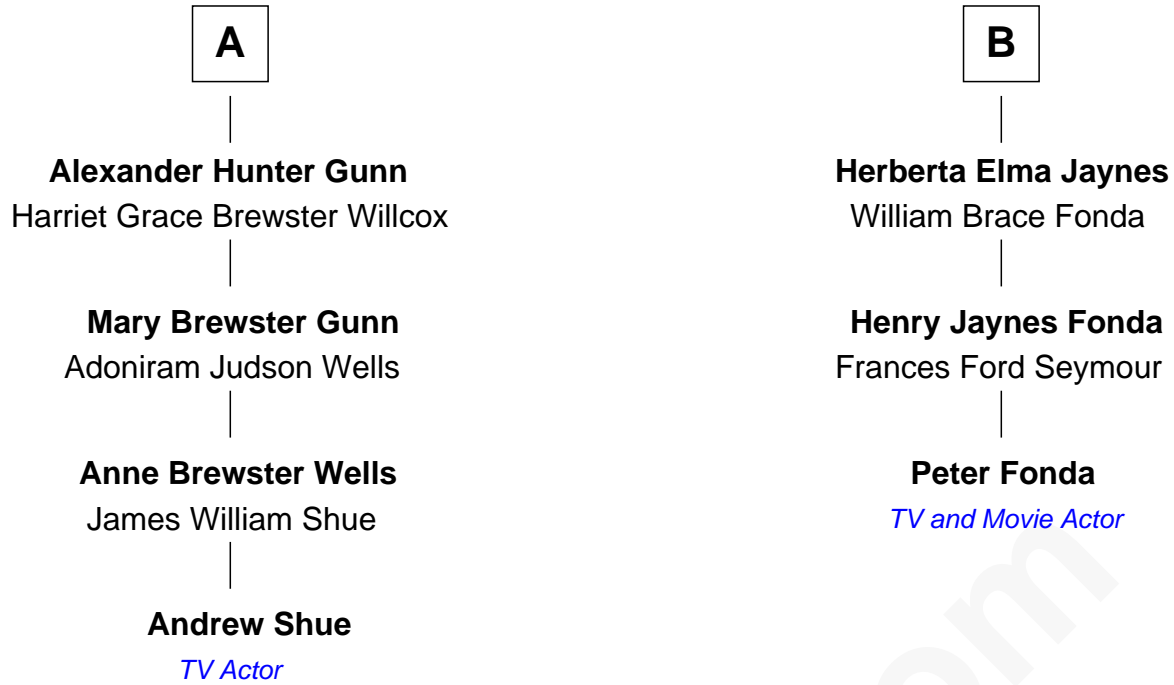 A
Alexander Hunter Gunn
Harriet Grace Brewster Willcox
Mary Brewster Gunn
Adoniram Judson Wells
Anne Brewster Wells
James William Shue
Andrew Shue
TV Actor
B
Herberta Elma Jaynes
William Brace Fonda
Henry Jaynes Fonda
Frances Ford Seymour
Peter Fonda
TV and Movie Actor
om